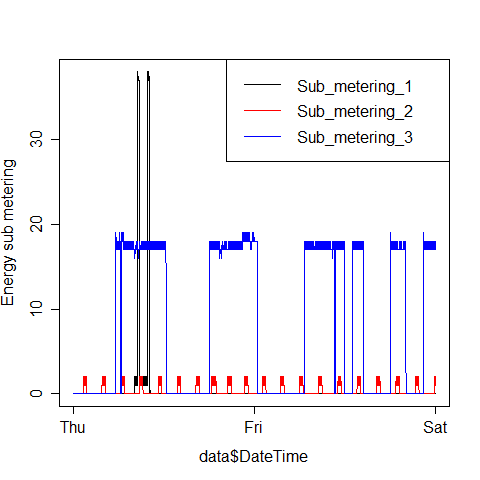 Sub_metering_1
Sub_metering_2
Sub_metering_3
Energy sub metering
30
20
10
0
Thu Fri Sat
data$DateTime